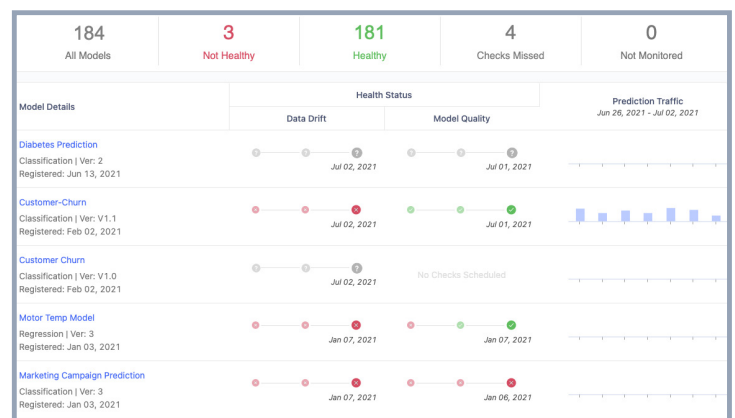 184
All Models
3
Not Healthy
181
Healthy
4
Checks Missed
0
Not Monitored
Model Details
Health Status
Data Drift
Model Quality
Prediction Traffic
Jun 26, 2021 - Jul 02, 2021
Diabetes Prediction
Classification | Ver: 2
Registered: Jun 13, 2021
? ? ?
Jul 02, 2021
? ? ?
Jul 01, 2021
Customer-Churn
Classification | Ver: V1.1
Registered: Feb 02, 2021
Jul 02, 2021
Jul 01, 2021
Customer Churn
Classification | Ver: V1.0
Registered: Feb 02, 2021
? ? ?
Jul 02, 2021
No Checks Scheduled
Motor Temp Model
Regression | Ver: 3
Registered: Jan 03, 2021
Jan 07, 2021
Jan 07, 2021
Marketing Campaign Prediction
Classification | Ver: 3
Registered: Jan 03, 2021
Jan 07, 2021
Jan 06, 2021